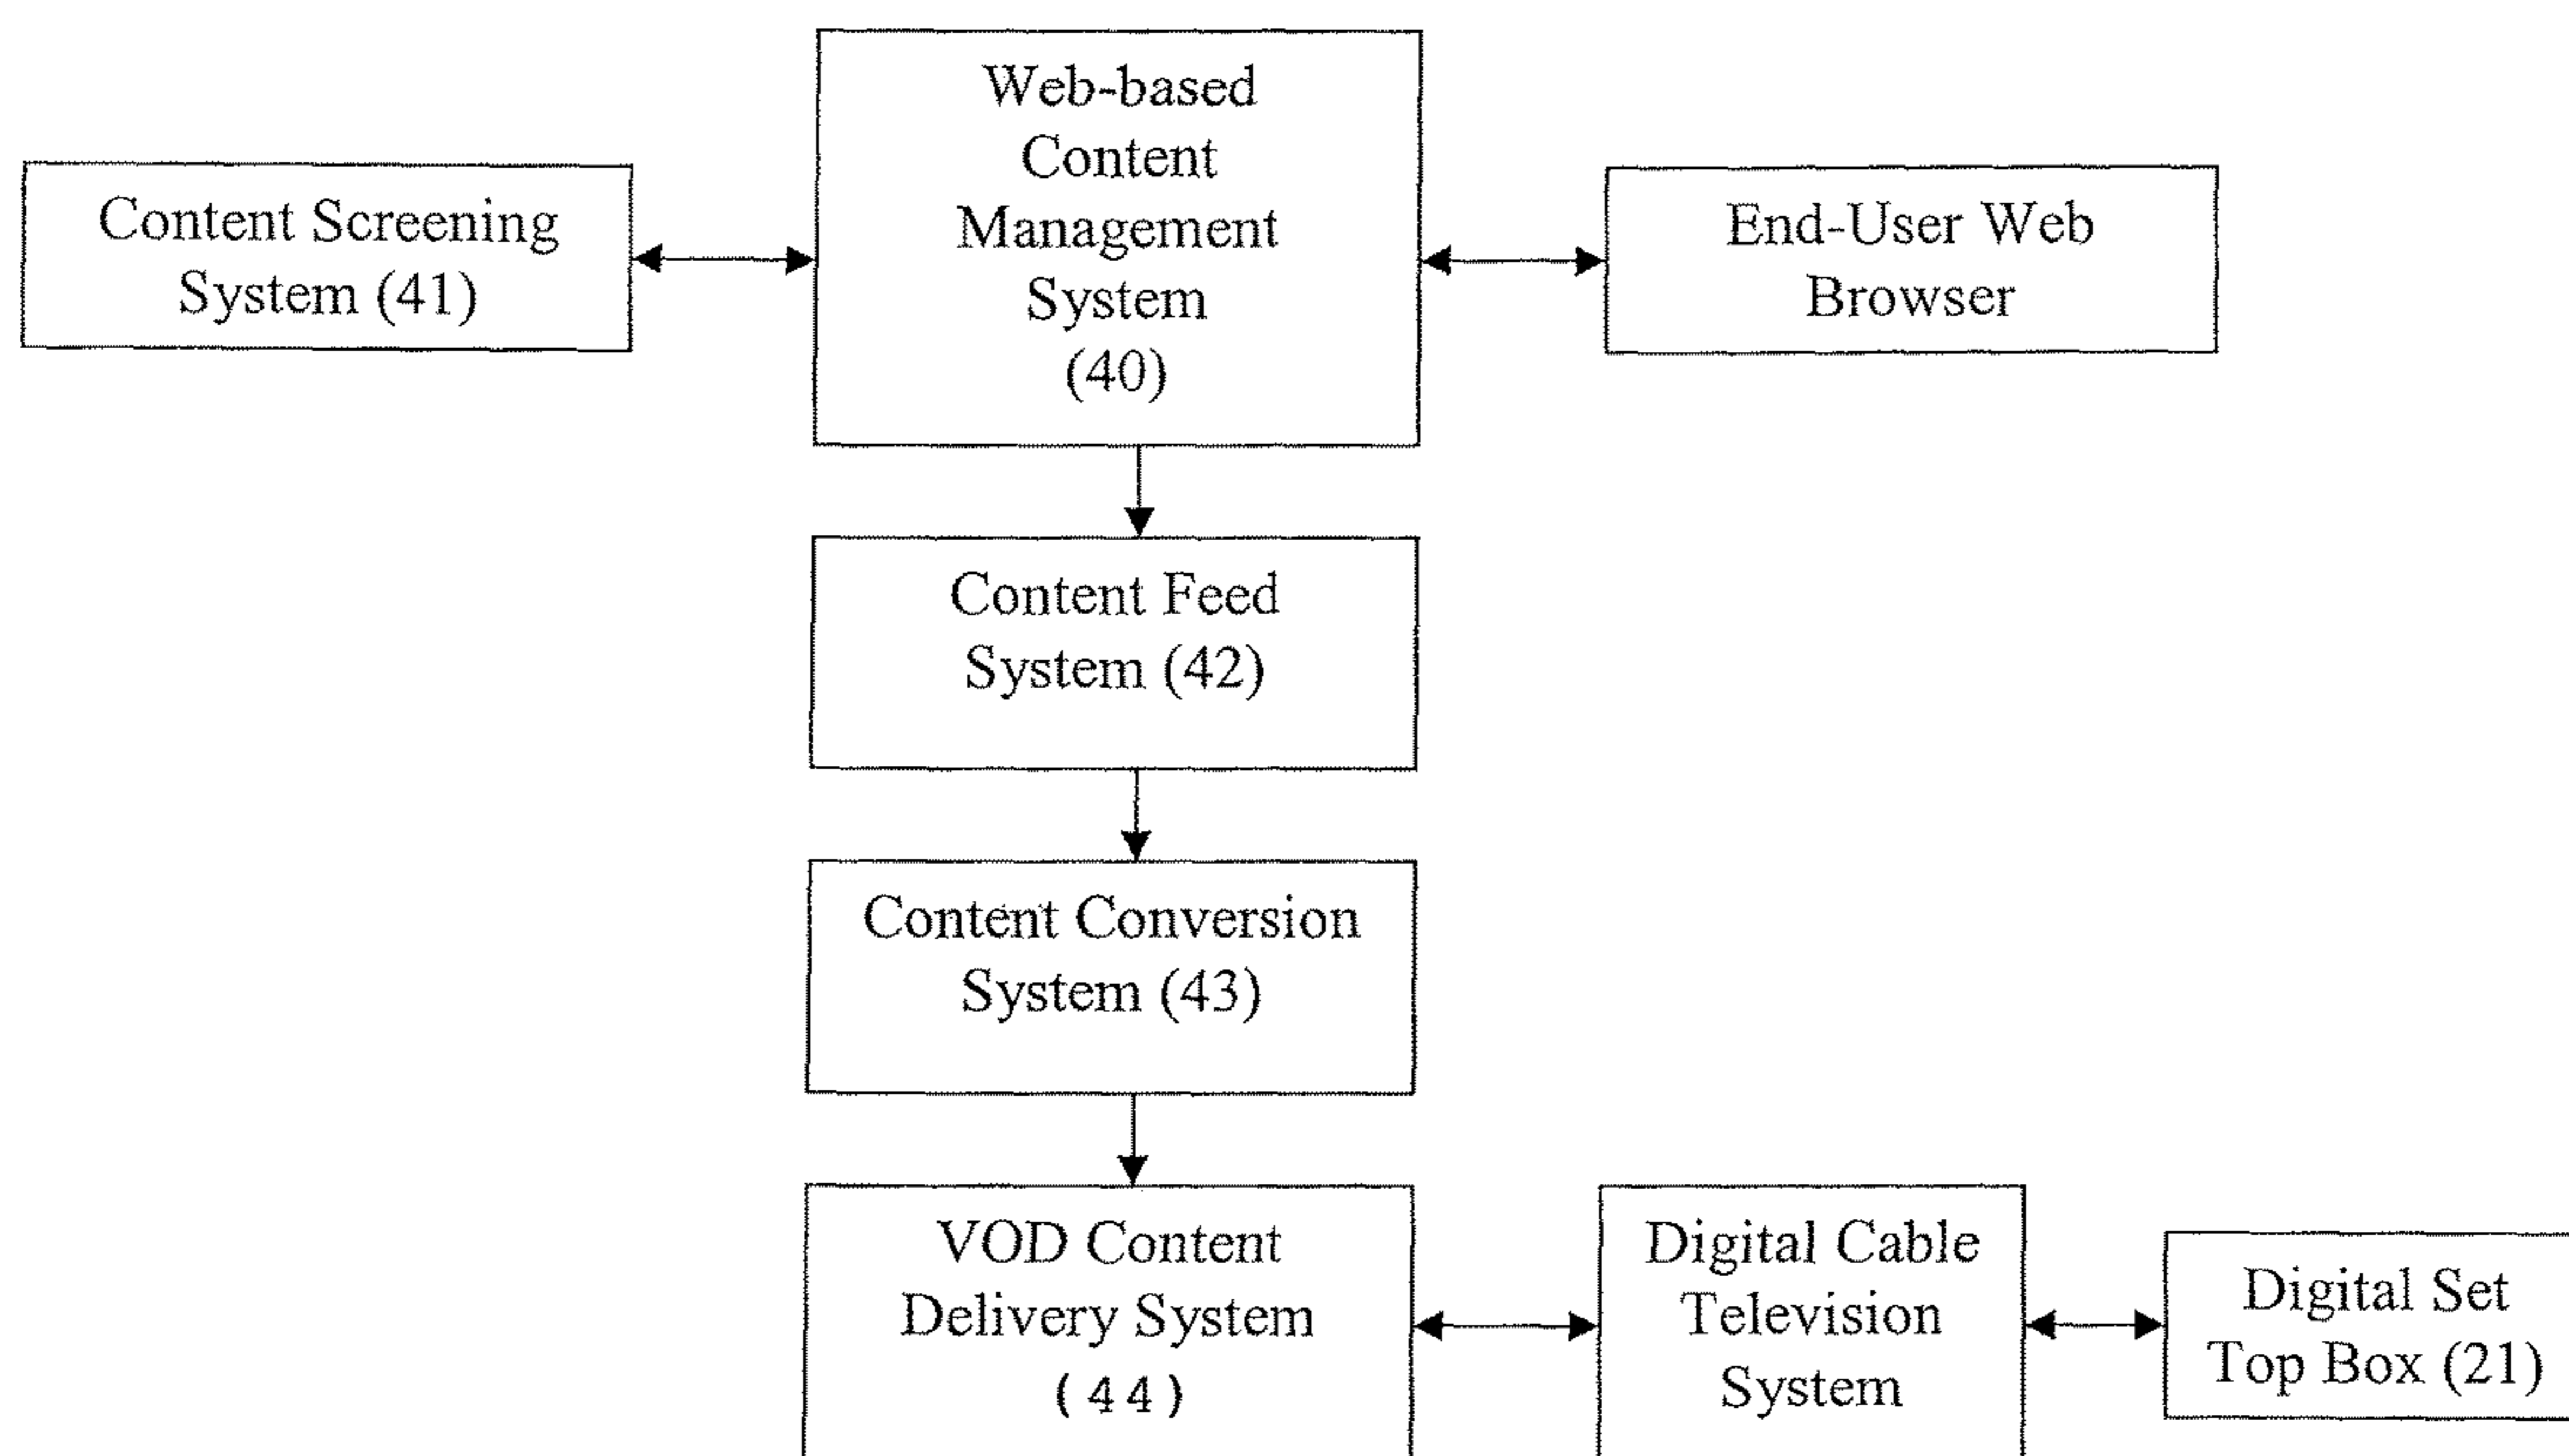 Web-based
Content
Management
System
(40)
Content Screening
System (41)
End-User Web
Browser
Content Feed
System (42)
Content Conversion
System (43)
VOD Content
Delivery System
(44)
Digital Cable
Television
System
Digital Set
Top Box (21)